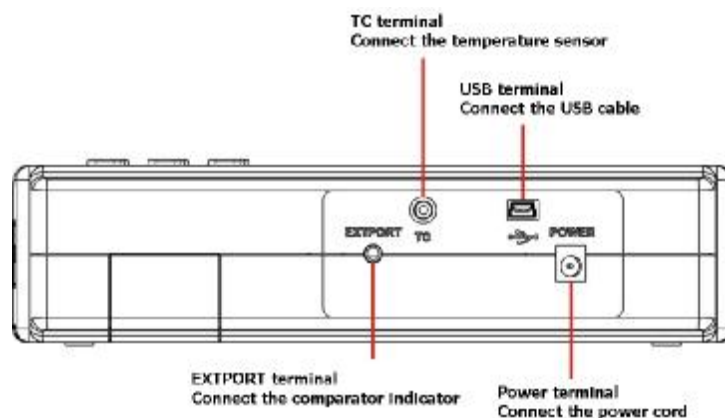 TC terminal
Connect the temperature sensor
USB terminal
Connect the USB cable
EXTPORT
TC
POWER
EXTPORT terminal
Connect the comparator indicator
Power terminal
Connect the power cord